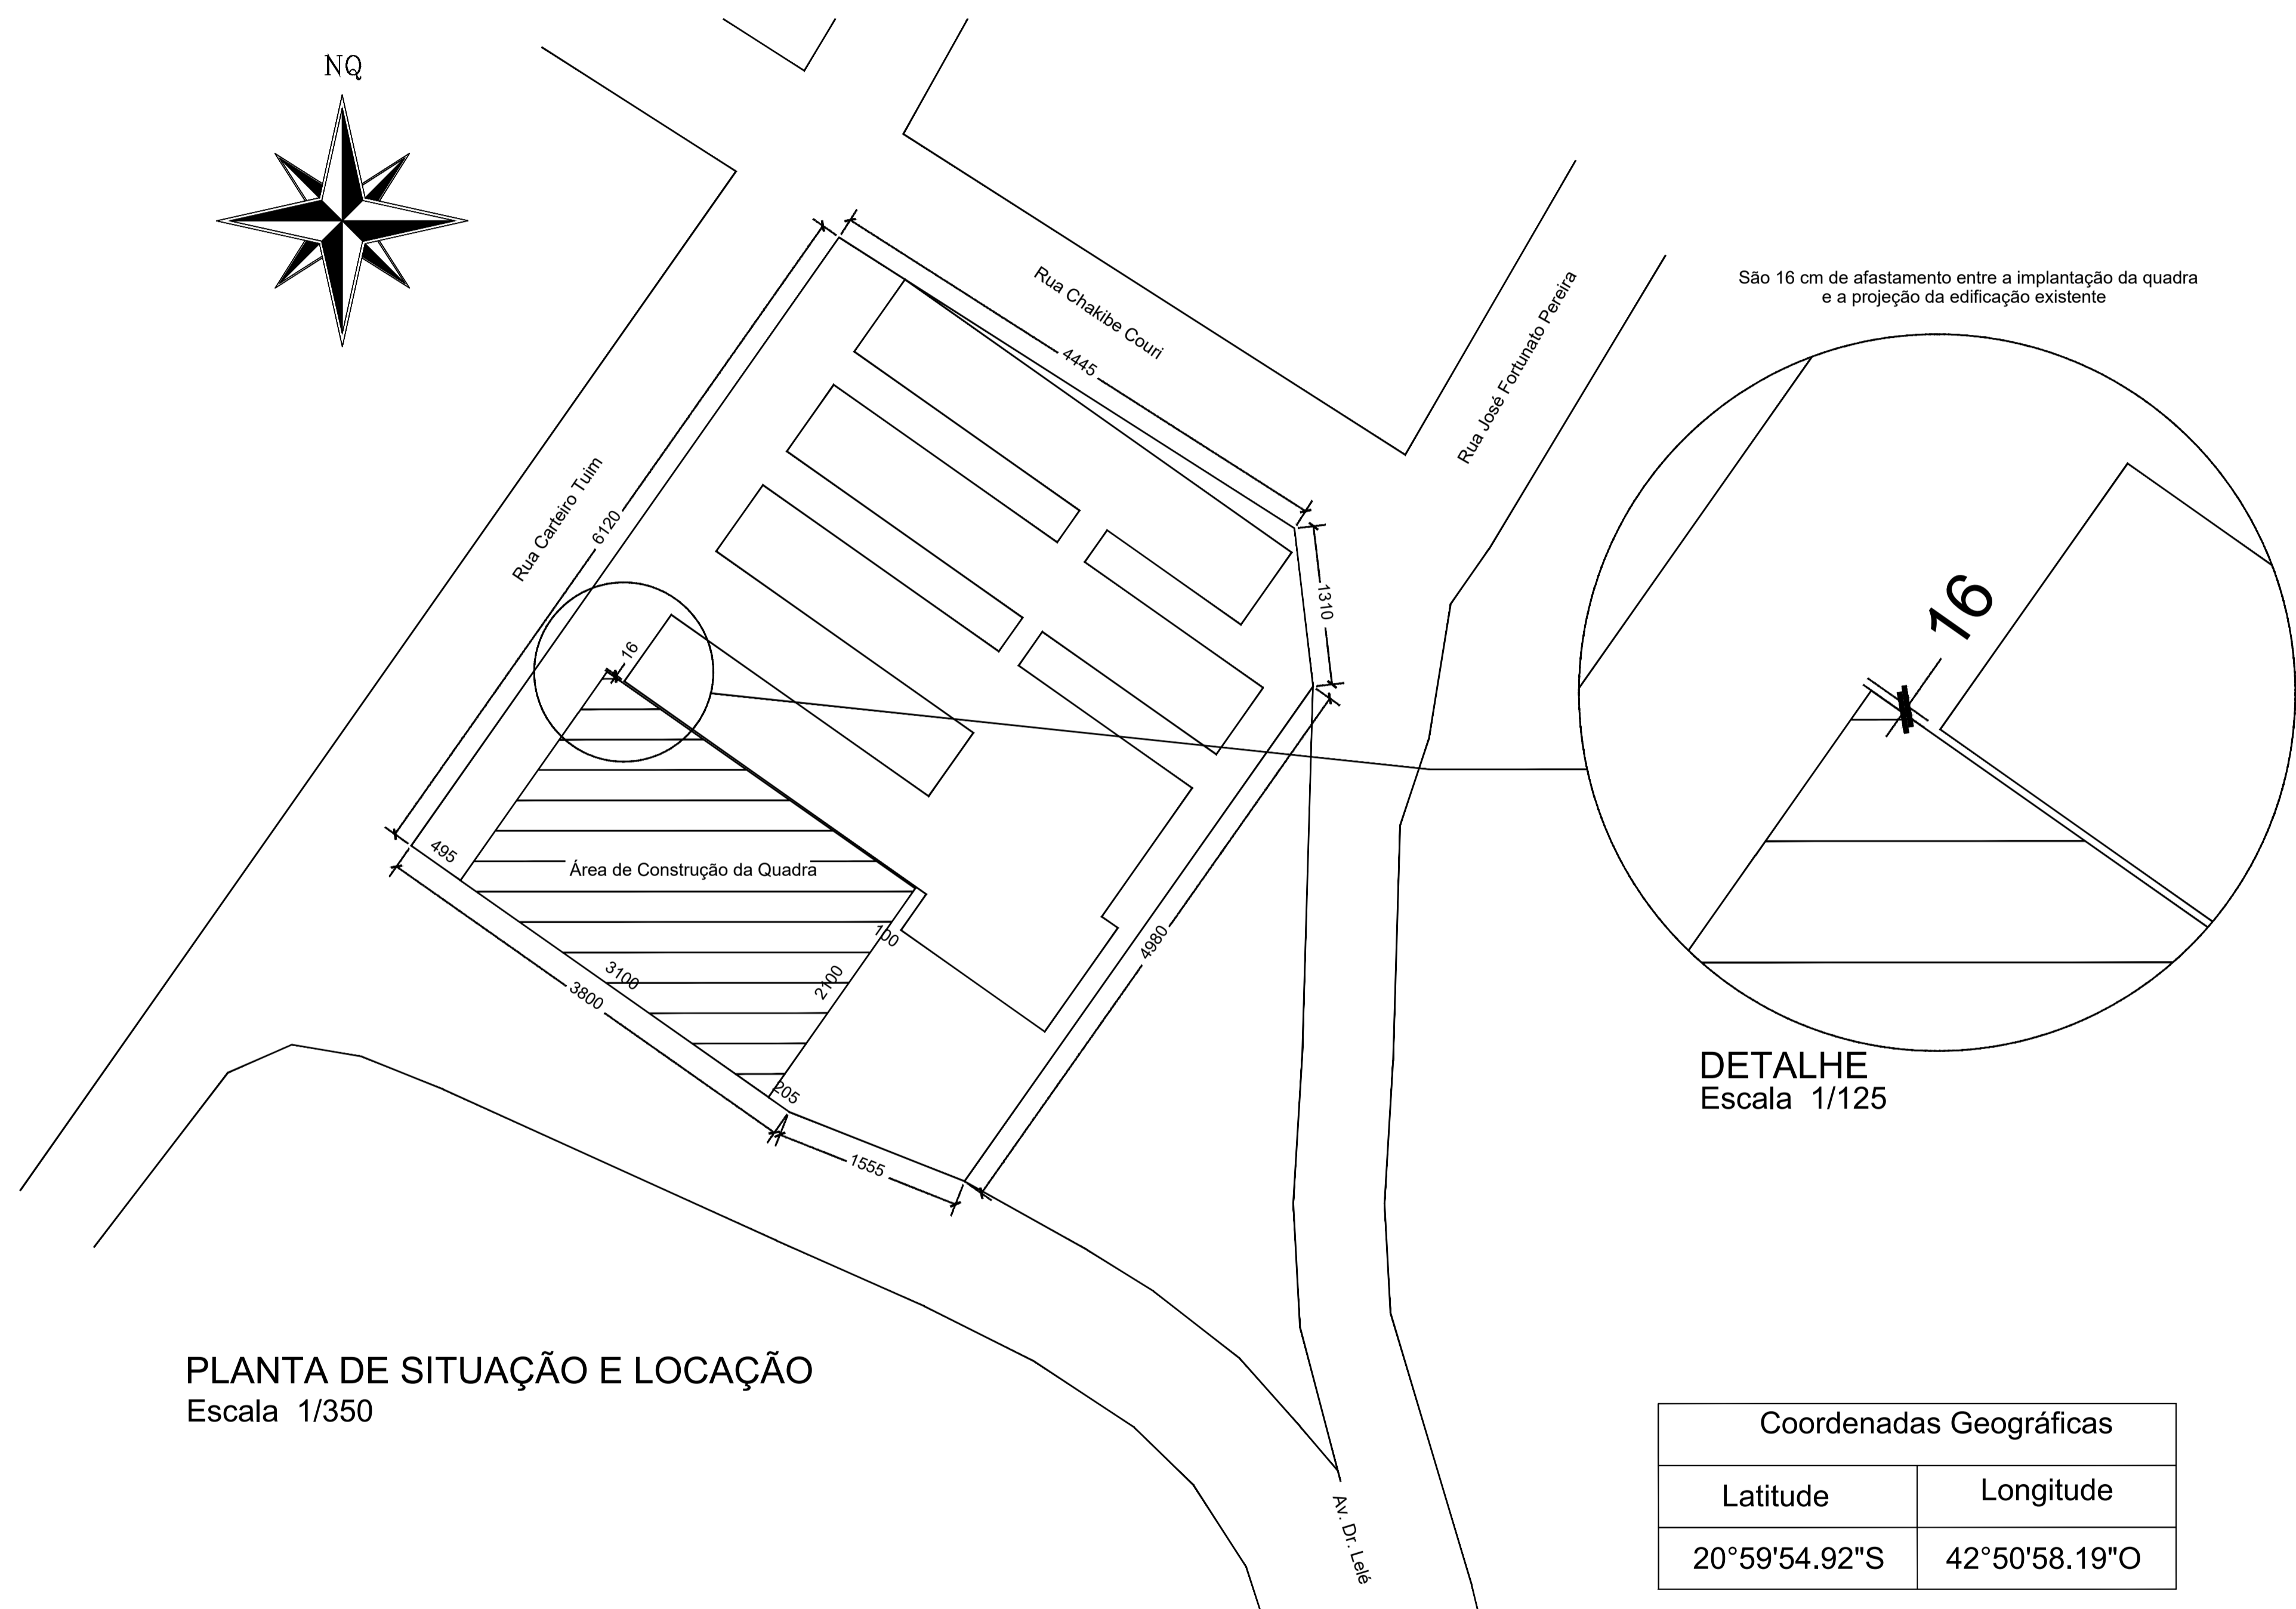 NQ
Rua Chakibe Couri
4445
Rua José Fortunato Pereira
São 16 cm de afastamento entre a implantação da quadra
e a projeção da edificação existente
Rua Carteiro Tuim
6120
1310
16
16
495
Área de Construção da Quadra
100
4980
3100
2100
3800
205
1555
DETALHE
Escala 1/125
PLANTA DE SITUAÇÃO E LOCAÇÃO
Escala 1/350
Av. Dr. Lelé
Coordenadas Geográficas
Latitude Longitude
20°59'54.92"S 42°50'58.19"O